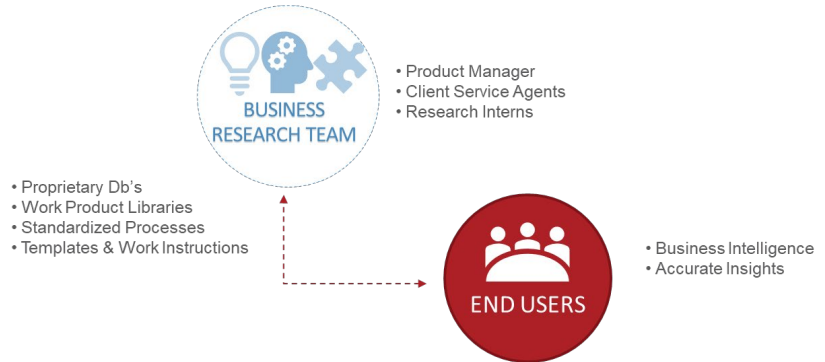 BUSINESS
RESEARCH TEAM
• Product Manager
• Client Service Agents
• Research Interns
• Proprietary Db's
• Work Product Libraries
• Standardized Processes
• Templates & Work Instructions
END USERS
• Business Intelligence
• Accurate Insights